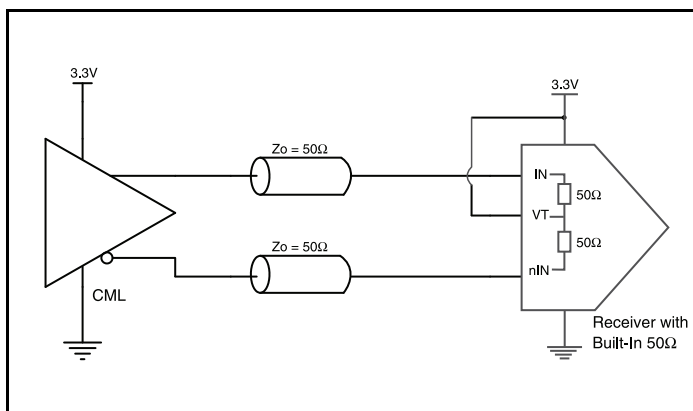 3.3V
3.3V
Zo = 50Ω
IN
50Ω
VT
Zo = 50Ω
50Ω
nIN
CML
Receiver with
Built-In 50Ω